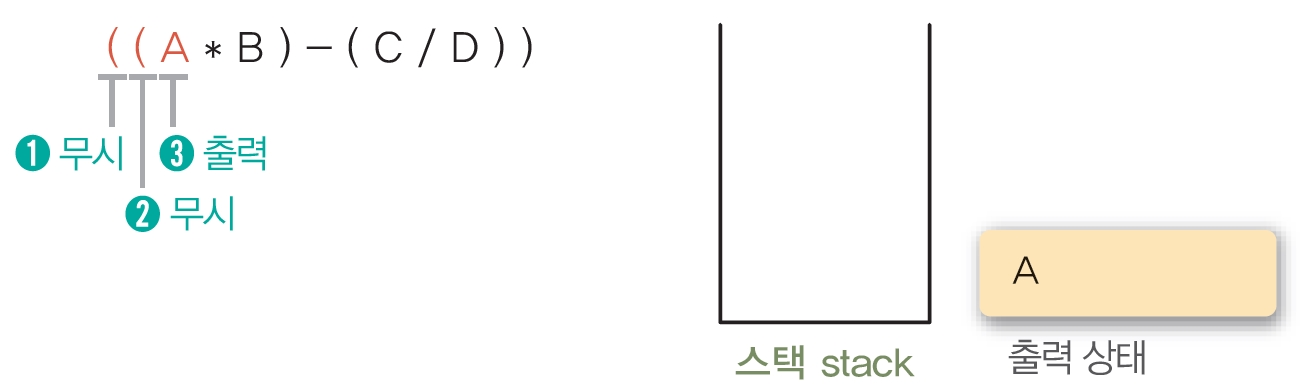 ( ( A * B ) – ( C / D ) )
❶ 무시 ❸ 출력
❷ 무시
A
스택 stack
출력 상태